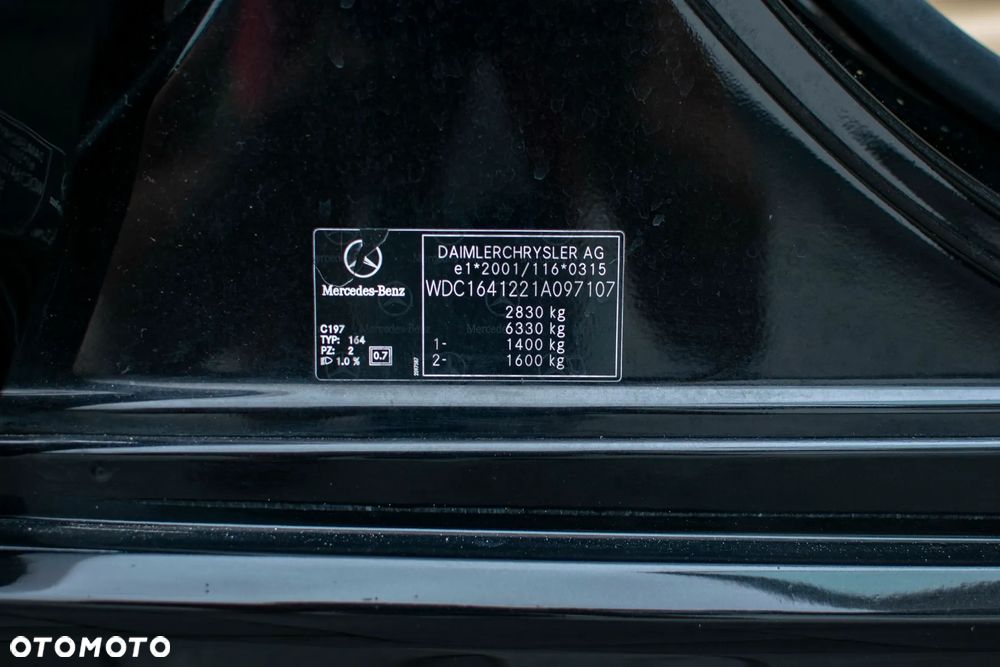 Mercedes-Benz
C197
TYP: 164
PZ: 2
1.0 %
0.7
DAIMLERCHRYSLER AG
e1*2001/116*0315
WDC1641221A097107
2830 kg
6330 kg
1- 1400 kg
2- 1600 kg
OTOMOTO